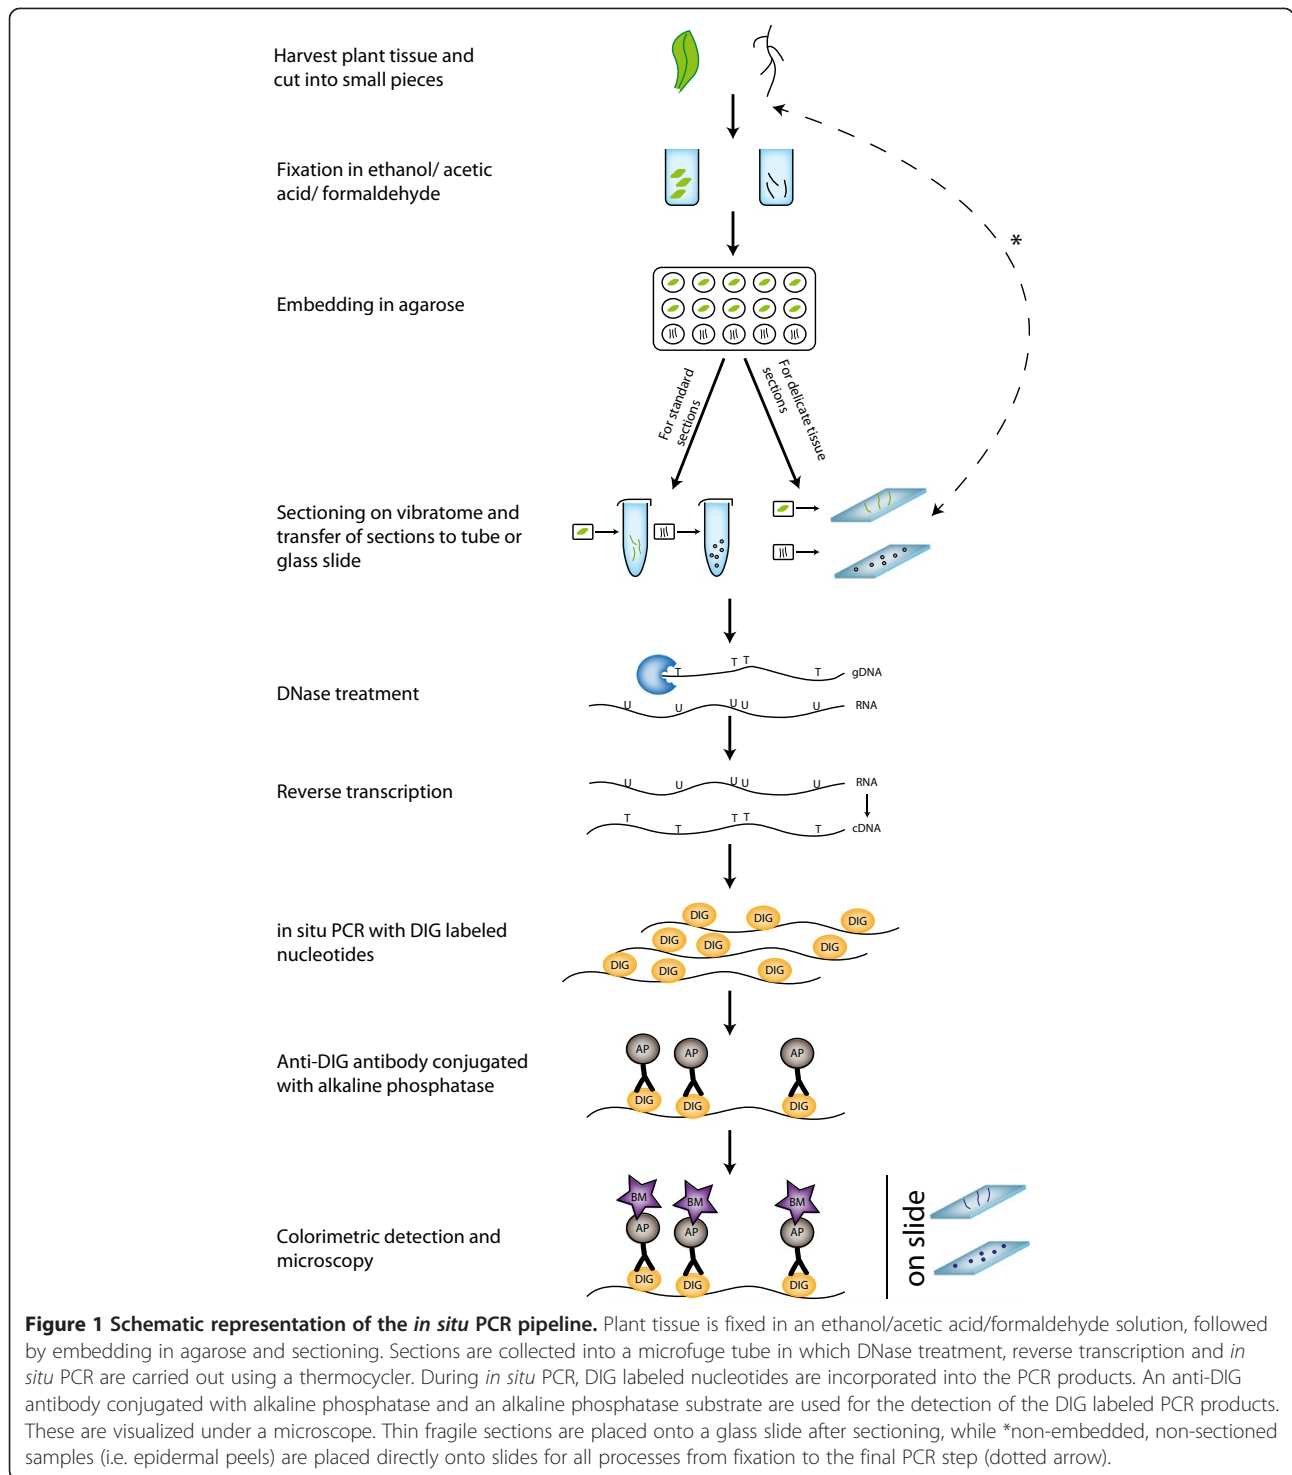 Harvest plant tissue and
cut into small pieces
Fixation in ethanol/ acetic
acid/ formaldehyde
*
Embedding in agarose
For standard
sections
For delicate tissue
sections
Sectioning on vibratome and
transfer of sections to tube or
glass slide
DNase treatment
T T T T gDNA
U U U U U RNA
Reverse transcription
U U U U U RNA
T T T T T cDNA
in situ PCR with DIG labeled
nucleotides
DIG DIG DIG
DIG DIG DIG
DIG DIG DIG
Anti-DIG antibody conjugated
with alkaline phosphatase
AP AP AP
DIG DIG DIG
Colorimetric detection and
microscopy
BM BM BM
AP AP AP
DIG DIG DIG
on slide
Figure 1 Schematic representation of the in situ PCR pipeline. Plant tissue is fixed in an ethanol/acetic acid/formaldehyde solution, followed
by embedding in agarose and sectioning. Sections are collected into a microfuge tube in which DNase treatment, reverse transcription and in
situ PCR are carried out using a thermocycler. During in situ PCR, DIG labeled nucleotides are incorporated into the PCR products. An anti-DIG
antibody conjugated with alkaline phosphatase and an alkaline phosphatase substrate are used for the detection of the DIG labeled PCR products.
These are visualized under a microscope. Thin fragile sections are placed onto a glass slide after sectioning, while *non-embedded, non-sectioned
samples (i.e. epidermal peels) are placed directly onto slides for all processes from fixation to the final PCR step (dotted arrow).